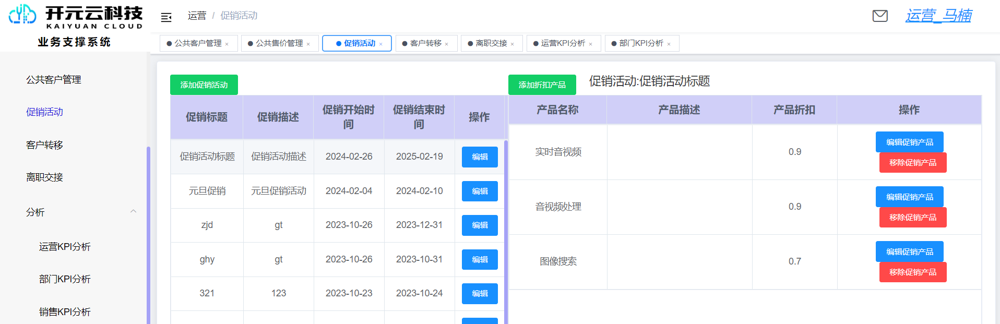 开元云科技
KAIYUAN CLOUD
业务支撑系统
运营 / 促销活动
运营_马楠
公共客户管理 ×
公共售价管理 ×
促销活动 ×
客户转移 ×
离职交接 ×
运营KPI分析 ×
部门KPI分析 ×
公共客户管理
促销活动
客户转移
离职交接
分析
运营KPI分析
部门KPI分析
销售KPI分析
添加促销活动
促销标题 促销描述 促销开始时间 促销结束时间 操作
促销活动标题 促销活动描述 2024-02-26 2025-02-19 编辑
元旦促销 元旦促销活动 2024-02-04 2024-02-10 编辑
zjd gt 2023-10-26 2023-12-31 编辑
ghy gt 2023-10-26 2023-10-31 编辑
321 123 2023-10-23 2023-10-24 编辑
添加折扣产品 促销活动:促销活动标题
产品名称 产品描述 产品折扣 操作
实时音视频 0.9 编辑促销产品
移除促销产品
音视频处理 0.9 编辑促销产品
移除促销产品
图像搜索 0.7 编辑促销产品
移除促销产品